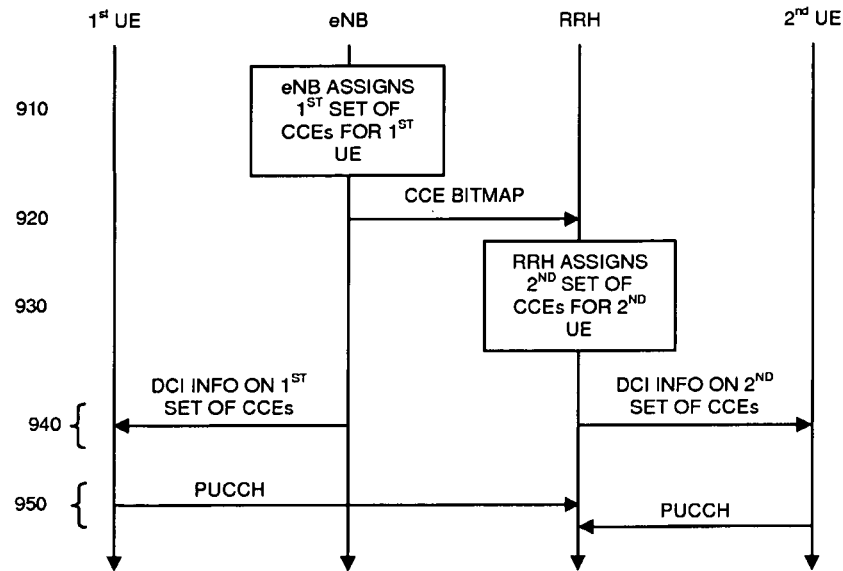 1st UE eNB RRH 2nd UE
910
eNB ASSIGNS
1ST SET OF
CCEs FOR 1ST
UE
920
CCE BITMAP
930
RRH ASSIGNS
2ND SET OF
CCEs FOR 2ND
UE
940
DCI INFO ON 1ST
SET OF CCEs
DCI INFO ON 2ND
SET OF CCEs
950
PUCCH
PUCCH